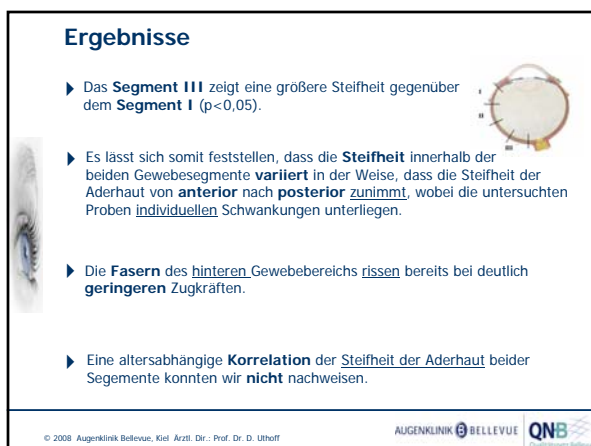 Ergebnisse
Das Segment III zeigt eine größere Steifheit gegenüber
dem Segment I (p<0,05).
I
II
III
Es lässt sich somit feststellen, dass die Steifheit innerhalb der
beiden Gewebesegmente variiert in der Weise, dass die Steifheit der
Aderhaut von anterior nach posterior zunimmt, wobei die untersuchten
Proben individuellen Schwankungen unterliegen.
Die Fasern des hinteren Gewebebereichs rissen bereits bei deutlich
geringeren Zugkräften.
Eine altersabhängige Korrelation der Steifheit der Aderhaut beider
Segemente konnten wir nicht nachweisen.
© 2008 Augenklinik Bellevue, Kiel Ärztl. Dir.: Prof. Dr. D. Uthoff
AUGENKLINIK B BELLEVUE
QNB